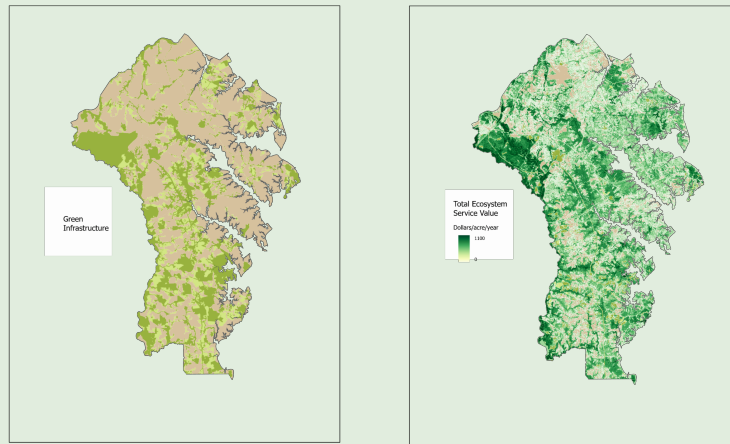 Green
Infrastructure
Total Ecosystem
Service Value
Dollars/acre/year
1100
0